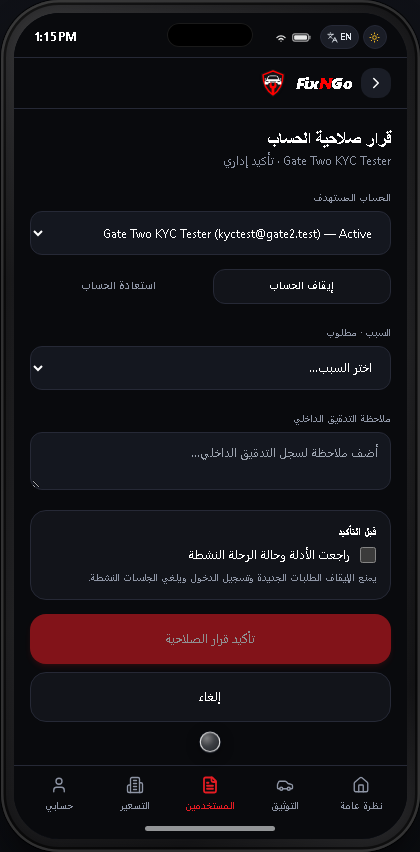 1:15 PM
EN
FixNGo
قرار صلاحية الحساب
Gate Two KYC Tester · تأكيد إداري
الحساب المستهدف
Gate Two KYC Tester (kyctest@gate2.test) — Active
إيقاف الحساب
استعادة الحساب
السبب · مطلوب
اختر السبب...
ملاحظة التدقيق الداخلي
أضف ملاحظة لسجل التدقيق الداخلي...
قبل التأكيد
راجعت الأدلة وحالة الرحلة النشطة
يمنع الإيقاف الطلبات الجديدة وتسجيل الدخول ويلغي الجلسات النشطة.
تأكيد قرار الصلاحية
إلغاء
نظرة عامة
التوثيق
المستخدمين
التسعير
حسابي